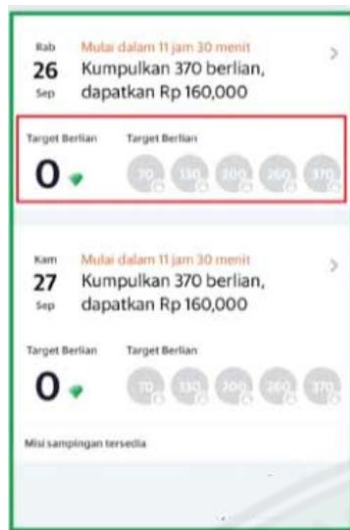 Rab
Mulai dalam 11 jam 30 menit
26
Kumpulkan 370 berlian,
Sep
dapatkan Rp 160,000
Target Berlian
Target Berlian
0
70 130 200 260 370
Kam
Mulai dalam 11 jam 30 menit
27
Kumpulkan 370 berlian,
Sep
dapatkan Rp 160,000
Target Berlian
Target Berlian
0
70 130 200 260 370
Misi sampingan tersedia